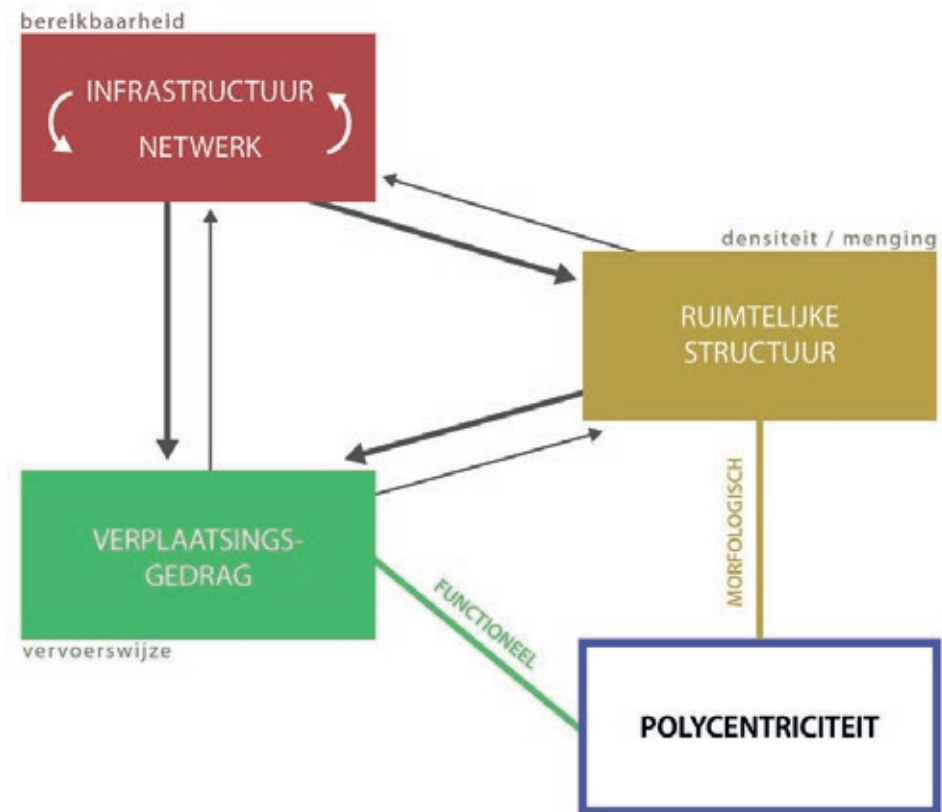 bereikbaarheid
INFRASTRUCTUUR
NETWERK
densiteit / menging
RUIMTELIJKE
STRUCTUUR
VERPLAATSINGS-
GEDRAG
vervoerswijze
FUNCTIONEEL
MORFOLOGISCH
POLYCENTRICITEIT